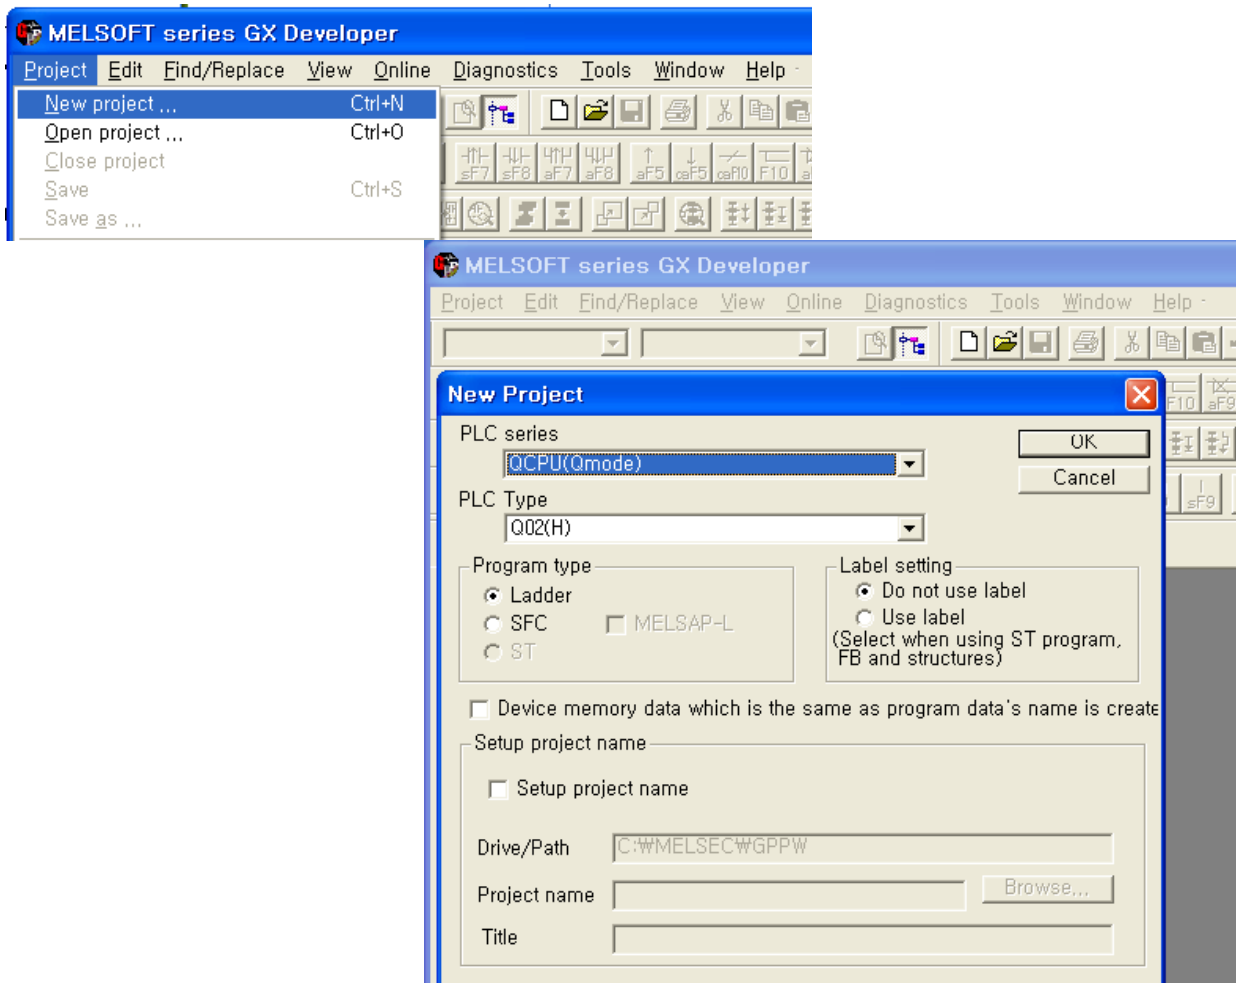 MELSOFT series GX Developer
Project Edit Find/Replace View Online Diagnostics Tools Window Help
New project ... Ctrl+N
Open project ... Ctrl+O
Close project
Save Ctrl+S
Save as ...
sF7 sF8 aF7 aF8 aF5 caF5 caF10 F10
MELSOFT series GX Developer
Project Edit Find/Replace View Online Diagnostics Tools Window Help
New Project
F10 aF9
PLC series
OK
QCPU(Qmode)
Cancel
PLC Type
sF9
Q02(H)
Program type
Label setting
Ladder
Do not use label
SFC MELSAP-L
Use label
ST
(Select when using ST program,
FB and structures)
Device memory data which is the same as program data's name is create
Setup project name
Setup project name
Drive/Path C:₩MELSEC₩GPPW
Project name Browse...
Title